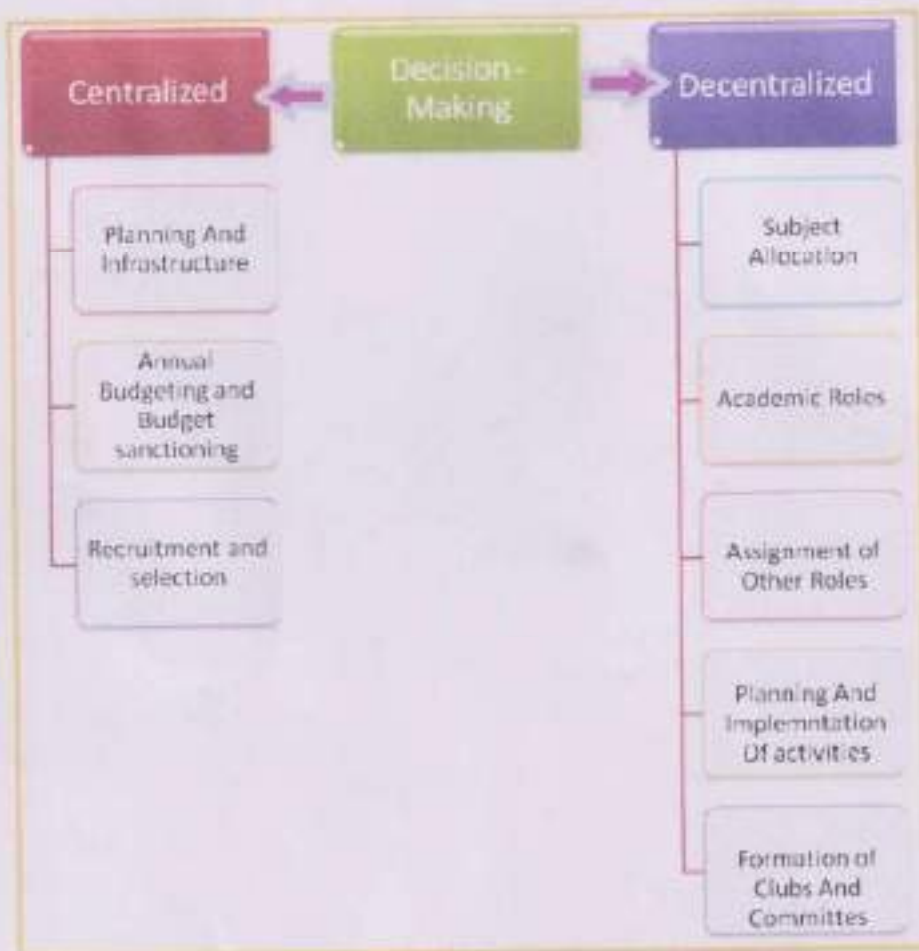 Centralized
Decision-
Making
Decentralized
Planning And
Infrastructure
Annual
Budgeting and
Budget
sanctioning
Recruitment and
selection
Subject
Allocation
Academic Roles
Assignment of
Other Roles
Planning And
Implemntation
Of activities
Formation of
Clubs And
Committes